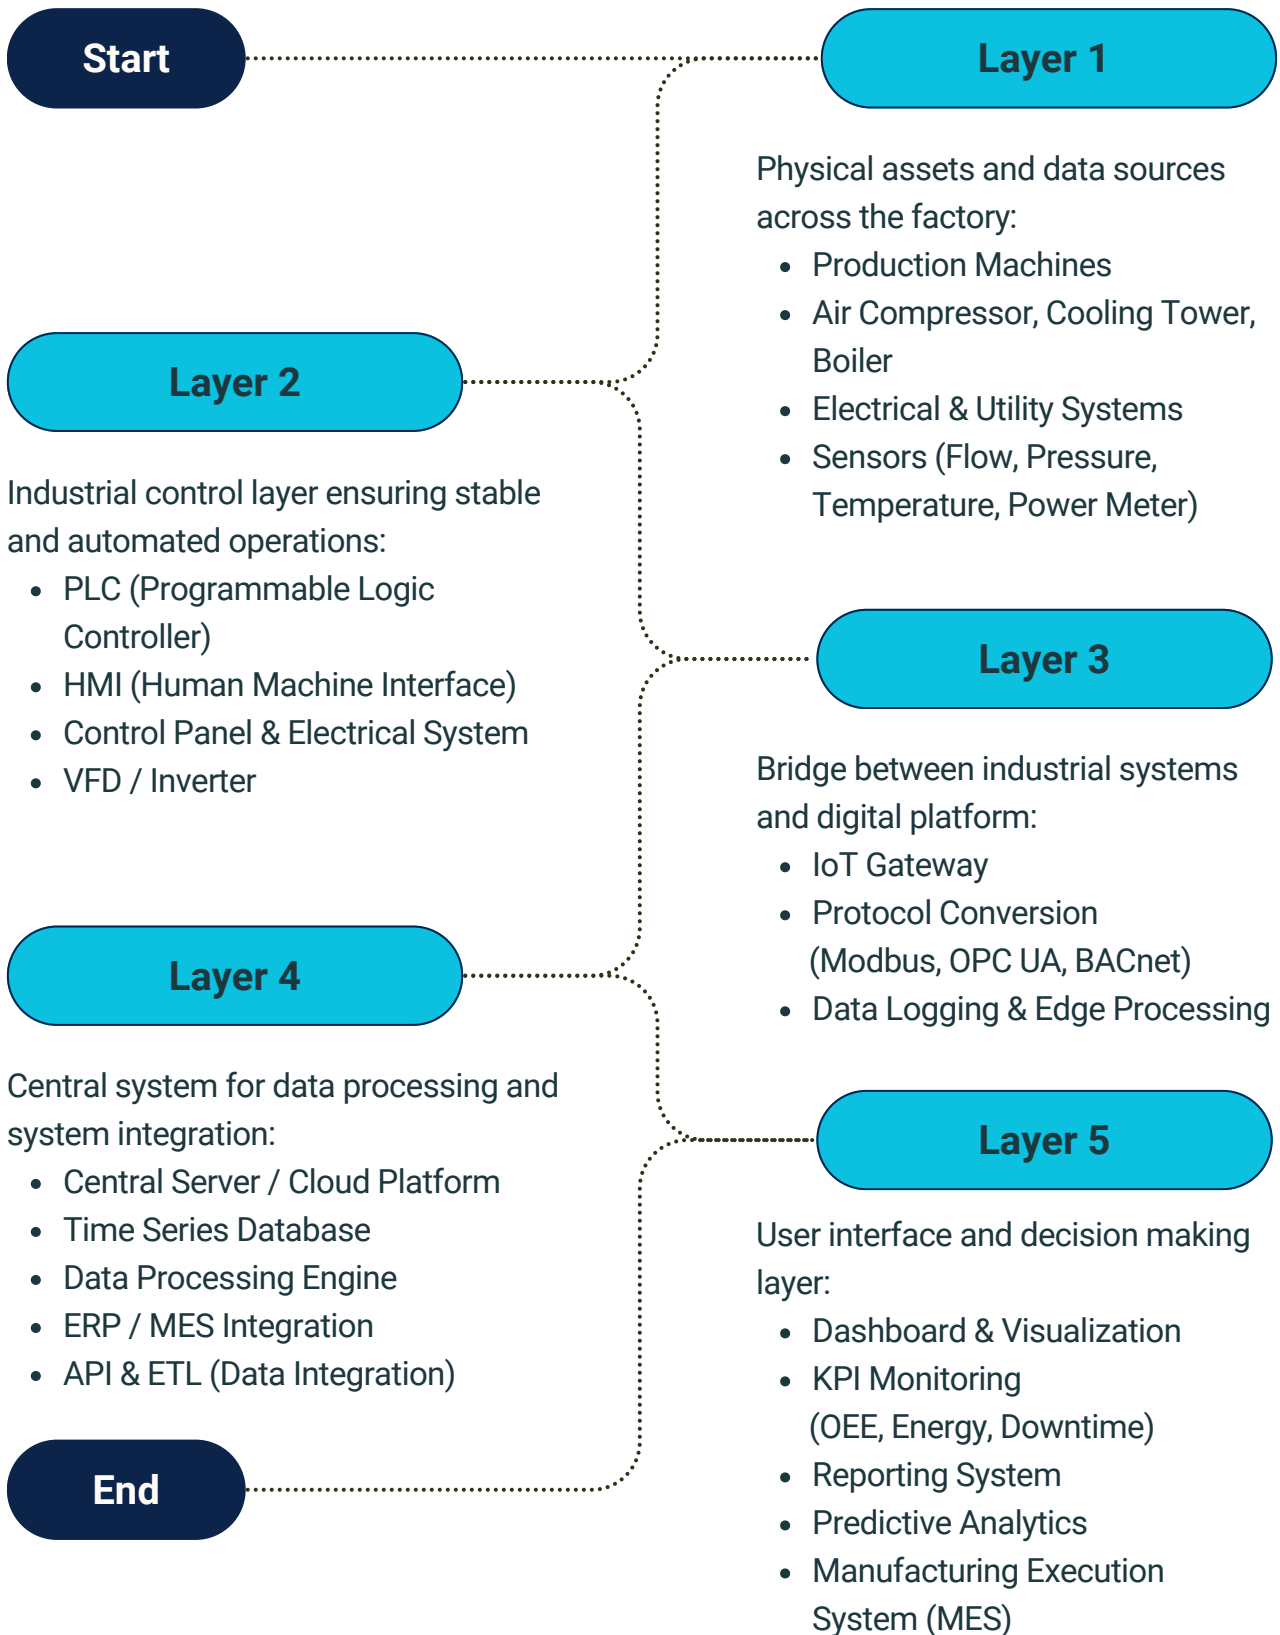 Start
Layer 1
Physical assets and data sources
across the factory:
• Production Machines
• Air Compressor, Cooling Tower,
Boiler
• Electrical & Utility Systems
• Sensors (Flow, Pressure,
Temperature, Power Meter)
Layer 2
Industrial control layer ensuring stable
and automated operations:
• PLC (Programmable Logic
Controller)
• HMI (Human Machine Interface)
• Control Panel & Electrical System
• VFD / Inverter
Layer 3
Bridge between industrial systems
and digital platform:
• IoT Gateway
• Protocol Conversion
(Modbus, OPC UA, BACnet)
• Data Logging & Edge Processing
Layer 4
Central system for data processing and
system integration:
• Central Server / Cloud Platform
• Time Series Database
• Data Processing Engine
• ERP / MES Integration
• API & ETL (Data Integration)
Layer 5
User interface and decision making
layer:
• Dashboard & Visualization
• KPI Monitoring
(OEE, Energy, Downtime)
• Reporting System
• Predictive Analytics
• Manufacturing Execution
System (MES)
End